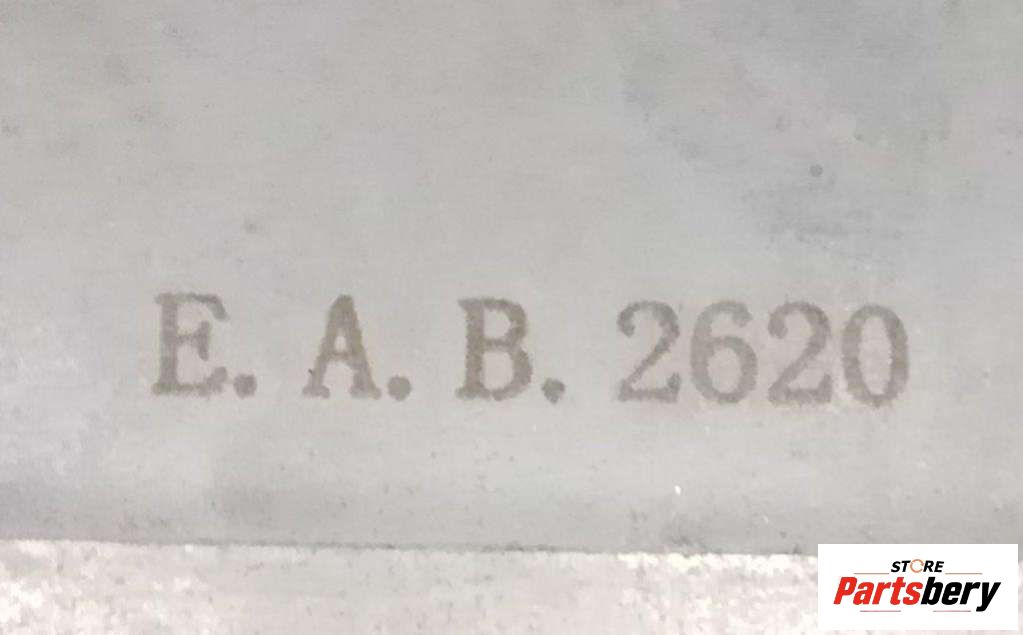 E. A. B. 2620
STORE
Partsbery